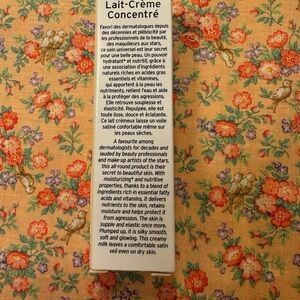 Lait-Crème
Concentré
Favori des dermatologues depuis
des décennies et plébiscité par
les professionnels de la beauté,
des maquilleurs aux stars,
ce soin universel est leur secret
pour une belle peau. Un pouvoir
hydratant* et nutritif, grâce à
une association d'ingrédients
naturels riches en acides gras
essentiels et vitamines,
qui apportent à la peau les
nutriments, retient l'eau et aide
à la protéger des agressions.
Elle retrouve souplesse et
élasticité. Repulpée, elle est
toute lisse, douce et éclatante.
Ce lait crémeux laisse un voile
satiné confortable même sur
les peaux sèches.
A favourite among
dermatologists for decades and
lauded by beauty professionals
and make-up artists of the stars,
this all-round product is their
secret to beautiful skin. With
moisturizing* and nutritive
properties, thanks to a blend of
ingredients rich in essential fatty
acids and vitamins, it delivers
nutrients to the skin, retains
moisture and helps protect it
from agression. The skin is
supple and elastic once more.
Plumped up, it is silky smooth,
soft and glowing. This creamy
milk leaves a comfortable satin
veil even on dry skin.